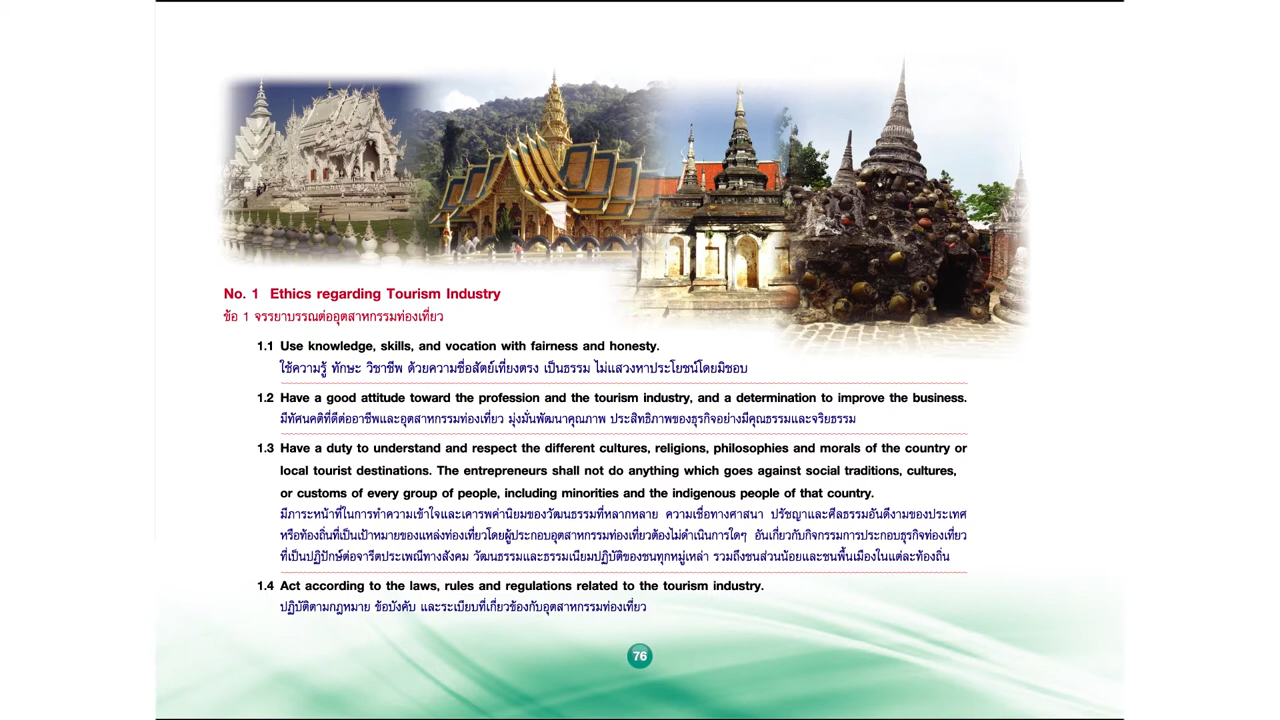 No. 1 Ethics regarding Tourism Industry
ข้อ 1 จรรยาบรรณต่ออุตสาหกรรมท่องเที่ยว
1.1 Use knowledge, skills, and vocation with fairness and honesty.
ใช้ความรู้ ทักษะ วิชาชีพ ด้วยความซื่อสัตย์เที่ยงตรง เป็นธรรม ไม่แสวงหาประโยชน์โดยมิชอบ
1.2 Have a good attitude toward the profession and the tourism industry, and a determination to improve the business.
มีทัศนคติที่ดีต่ออาชีพและอุตสาหกรรมท่องเที่ยว มุ่งมั่นพัฒนาคุณภาพ ประสิทธิภาพของธุรกิจอย่างมีคุณธรรมและจริยธรรม
1.3 Have a duty to understand and respect the different cultures, religions, philosophies and morals of the country or
local tourist destinations. The entrepreneurs shall not do anything which goes against social traditions, cultures,
or customs of every group of people, including minorities and the indigenous people of that country.
มีภาระหน้าที่ในการทำความเข้าใจและเคารพค่านิยมของวัฒนธรรมที่หลากหลาย ความเชื่อทางศาสนา ปรัชญาและศีลธรรมอันดีงามของประเทศ
หรือท้องถิ่นที่เป็นเป้าหมายของแหล่งท่องเที่ยวโดยผู้ประกอบอุตสาหกรรมท่องเที่ยวต้องไม่ดำเนินการใดๆ อันเกี่ยวกับกิจกรรมการประกอบธุรกิจท่องเที่ยว
ที่เป็นปฏิปักษ์ต่อจารีตประเพณีทางสังคม วัฒนธรรมและธรรมเนียมปฏิบัติของชนทุกหมู่เหล่า รวมถึงชนส่วนน้อยและชนพื้นเมืองในแต่ละท้องถิ่น
1.4 Act according to the laws, rules and regulations related to the tourism industry.
ปฏิบัติตามกฎหมาย ข้อบังคับ และระเบียบที่เกี่ยวข้องกับอุตสาหกรรมท่องเที่ยว
76